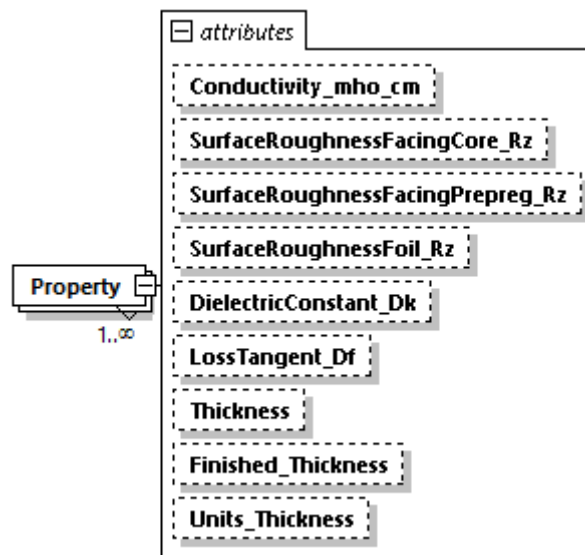 attributes
Conductivity_mho_cm
SurfaceRoughnessFacingCore_Rz
SurfaceRoughnessFacingPrepreg_Rz
SurfaceRoughnessFoil_Rz
Property
1..∞
DielectricConstant_Dk
LossTangent_Df
Thickness
Finished_Thickness
Units_Thickness